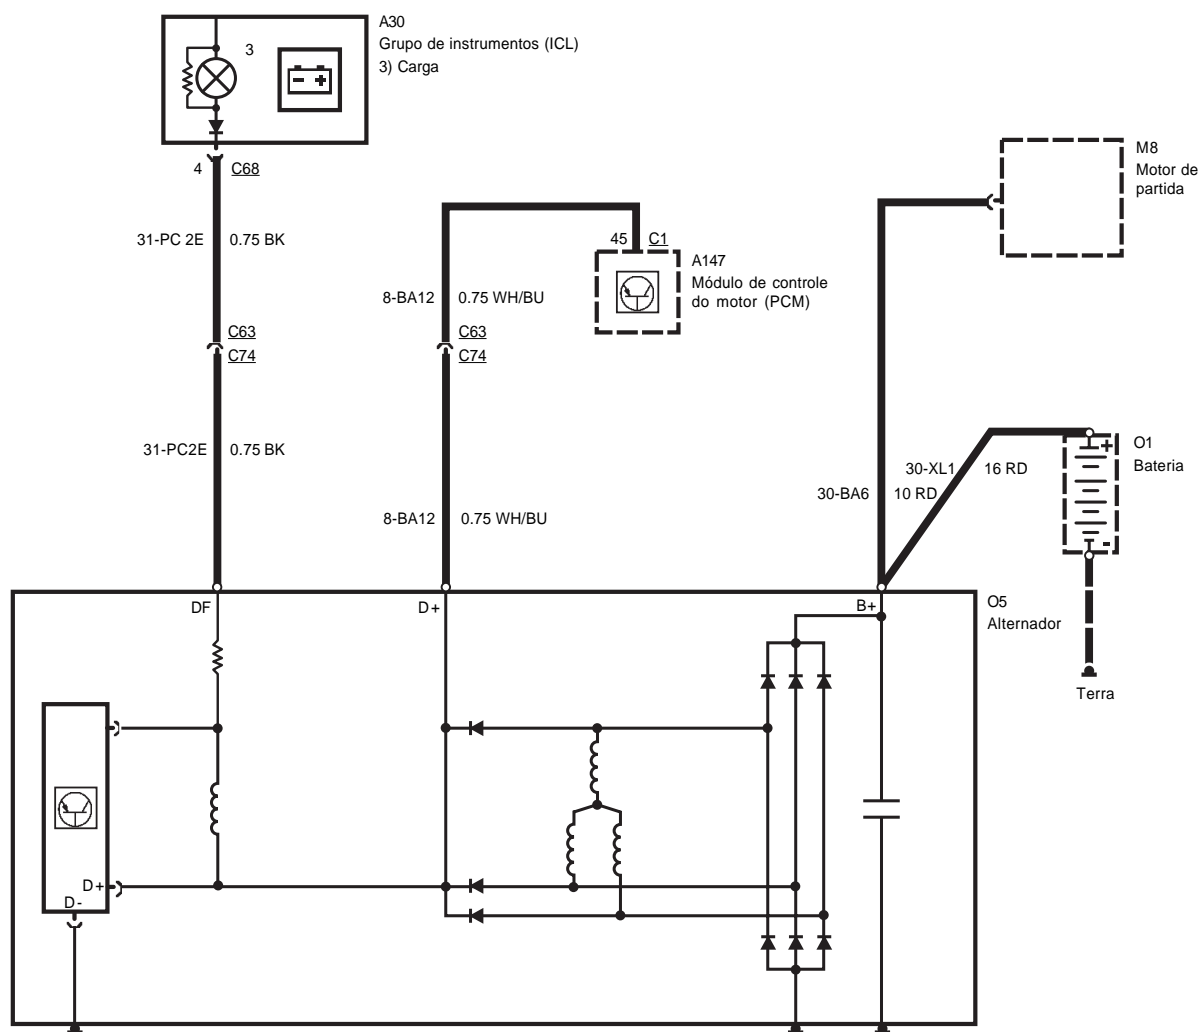 A30
Grupo de instrumentos (ICL)
3) Carga
3
4 C68
31-PC 2E 0.75 BK
C63
C74
31-PC2E 0.75 BK
45 C1
A147
Módulo de controle
do motor (PCM)
8-BA12 0.75 WH/BU
C63
C74
8-BA12 0.75 WH/BU
M8
Motor de
partida
30-XL1 16 RD
30-BA6 10 RD
O1
Bateria
+
-
Terra
DF
D+
B+
O5
Alternador
D+
D-